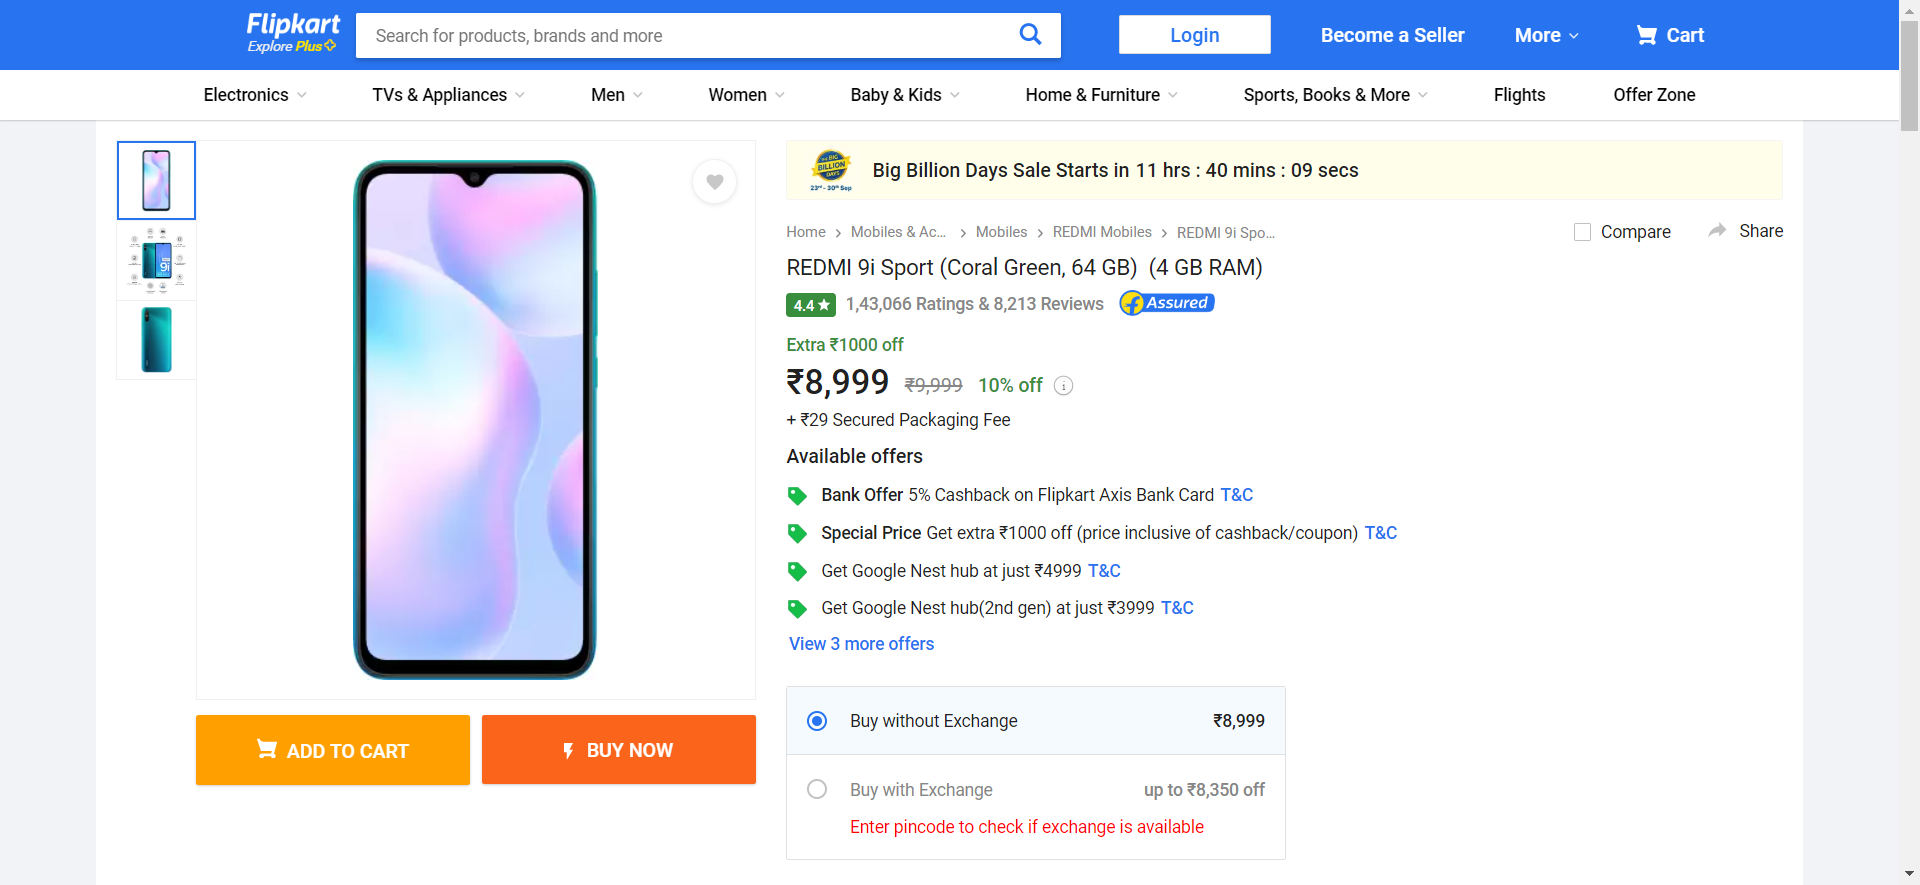 Flipkart
Explore Plus
Search for products, brands and more
Login
Become a Seller
More
Cart
Electronics
TVs & Appliances
Men
Women
Baby & Kids
Home & Furniture
Sports, Books & More
Flights
Offer Zone
THE BIG
BILLION
DAYS
23rd - 30th Sep
Big Billion Days Sale Starts in 11 hrs : 40 mins : 09 secs
Home
Mobiles & Ac...
Mobiles
REDMI Mobiles
REDMI 9i Spo...
Compare
Share
REDMI 9i Sport (Coral Green, 64 GB) (4 GB RAM)
4.4 ★
1,43,066 Ratings & 8,213 Reviews
Assured
Extra ₹1000 off
₹8,999 ₹9,999 10% off
+ ₹29 Secured Packaging Fee
Available offers
Bank Offer 5% Cashback on Flipkart Axis Bank Card T&C
Special Price Get extra ₹1000 off (price inclusive of cashback/coupon) T&C
Get Google Nest hub at just ₹4999 T&C
Get Google Nest hub(2nd gen) at just ₹3999 T&C
View 3 more offers
Buy without Exchange ₹8,999
Buy with Exchange up to ₹8,350 off
Enter pincode to check if exchange is available
ADD TO CART
BUY NOW
9i